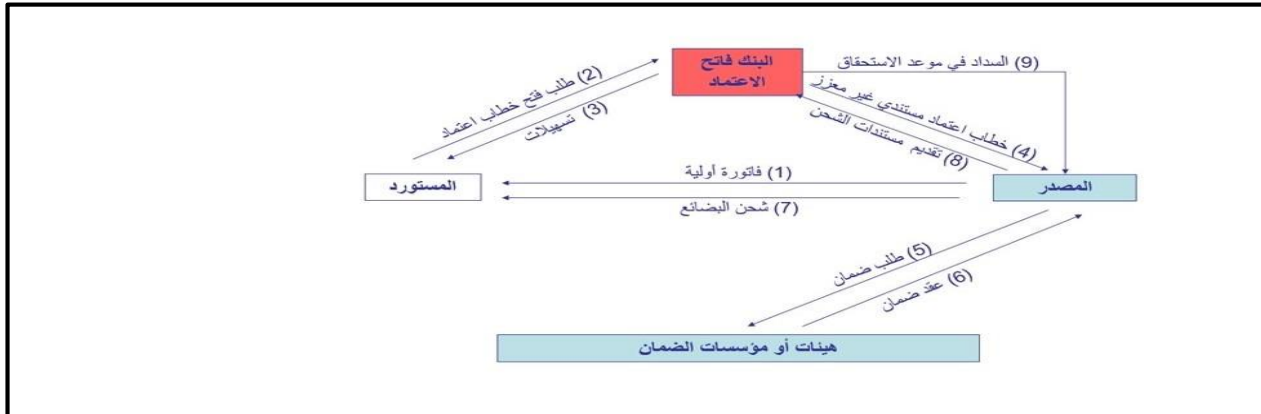 البنك فاتح
الاعتماد
(9) السداد في موعد الاستحقاق
(2) طلب فتح خطاب اعتماد
(3) تسهيلات
(4) خطاب اعتماد مستندي غير معزز
(8) تقديم مستندات الشحن
(1) فاتورة أولية
المستورد
المصدر
(7) شحن البضائع
(5) طلب ضمان
(6) عقد ضمان
هيئات أو مؤسسات الضمان